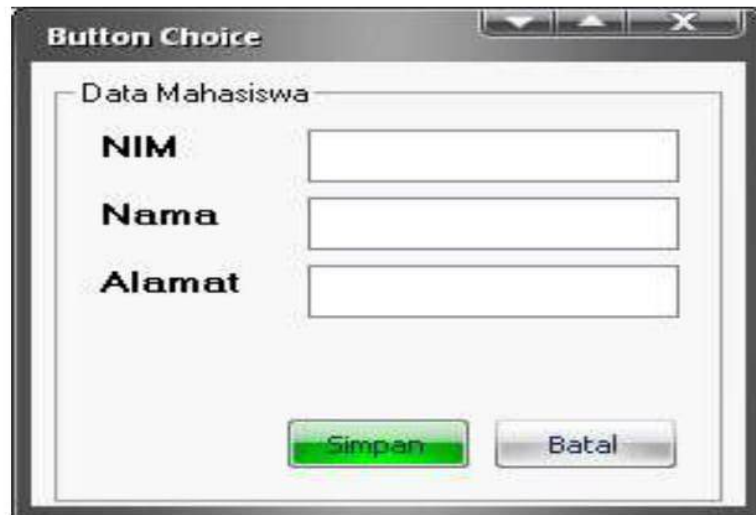 Button Choice
Data Mahasiswa
NIM
Nama
Alamat
Simpan
Batal